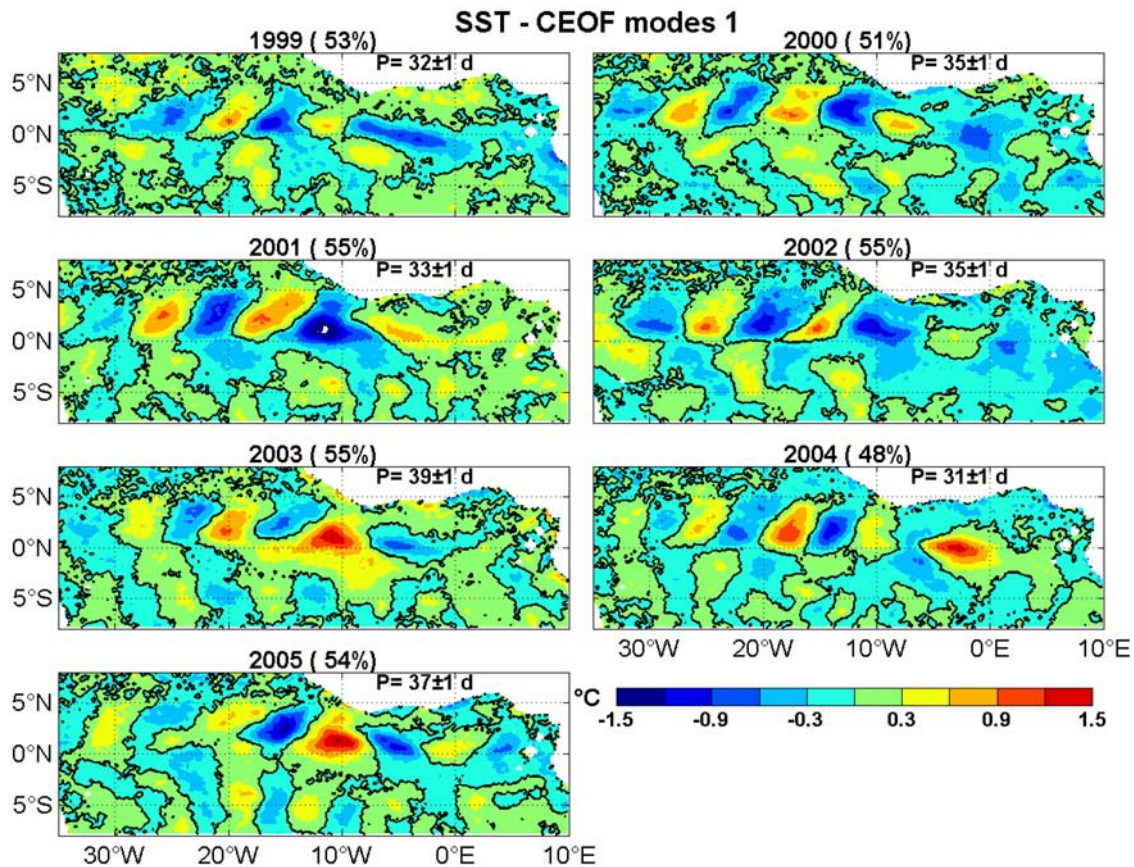 SST - CEOF modes 1
1999 ( 53%)
P= 32±1 d
5°N
0°N
5°S
2000 ( 51%)
P= 35±1 d
2001 ( 55%)
P= 33±1 d
5°N
0°N
5°S
2002 ( 55%)
P= 35±1 d
2003 ( 55%)
P= 39±1 d
5°N
0°N
5°S
2004 ( 48%)
P= 31±1 d
30°W 20°W 10°W 0°E 10°E
2005 ( 54%)
P= 37±1 d
5°N
0°N
5°S
30°W 20°W 10°W 0°E 10°E
°C
-1.5 -0.9 -0.3 0.3 0.9 1.5